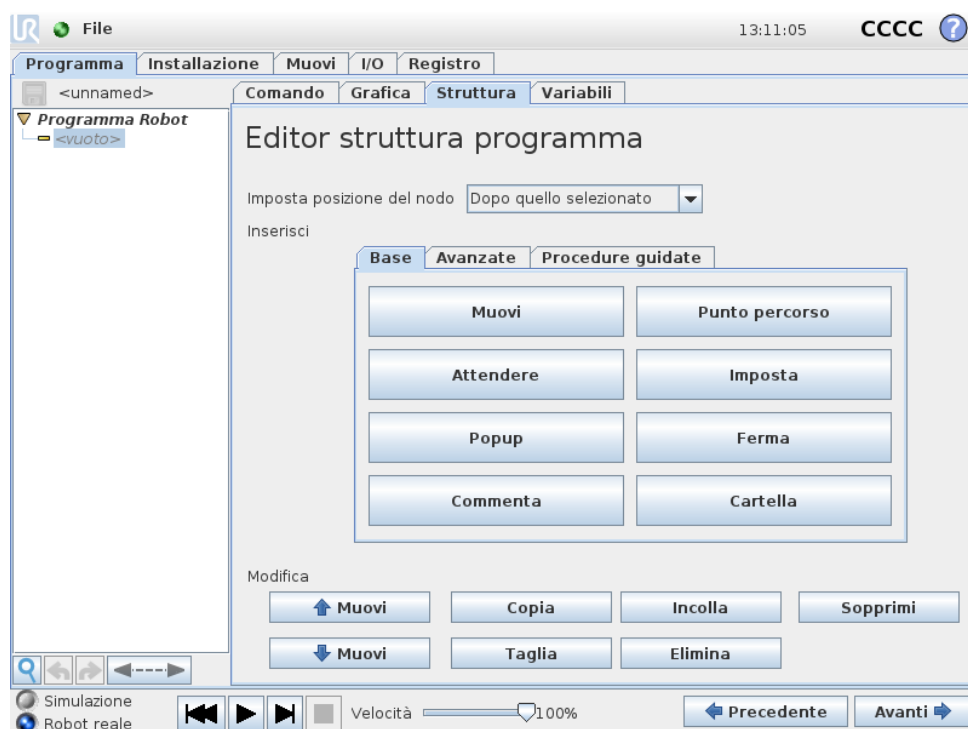 UR File 13:11:05 CCCC ?
Programma Installazione Muovi I/O Registro
<unnamed> Comando Grafica Struttura Variabili
Programma Robot
<vuoto>
Editor struttura programma
Imposta posizione del nodo Dopo quello selezionato
Inserisci
Base Avanzate Procedure guidate
Muovi Punto percorso
Attendere Imposta
Popup Ferma
Commenta Cartella
Modifica
Muovi Copia Incolla Sopprimi
Muovi Taglia Elimina
Simulazione
Robot reale
Velocità 100% Precedente Avanti